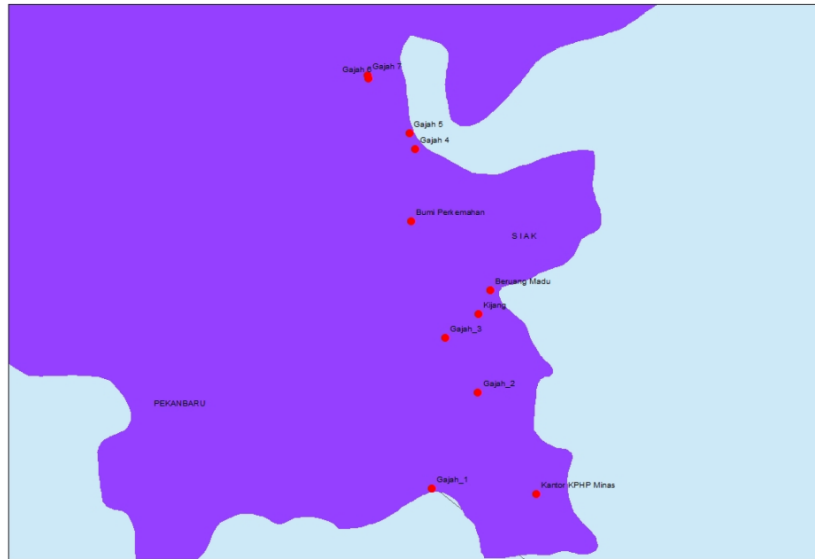 Gajah 6
Gajah 7
Gajah 5
Gajah 4
Bumi Perkemahan
S I A K
Beruang Madu
Kijang
Gajah_3
Gajah_2
PEKANBARU
Gajah_1
Kantor KPHP Minas